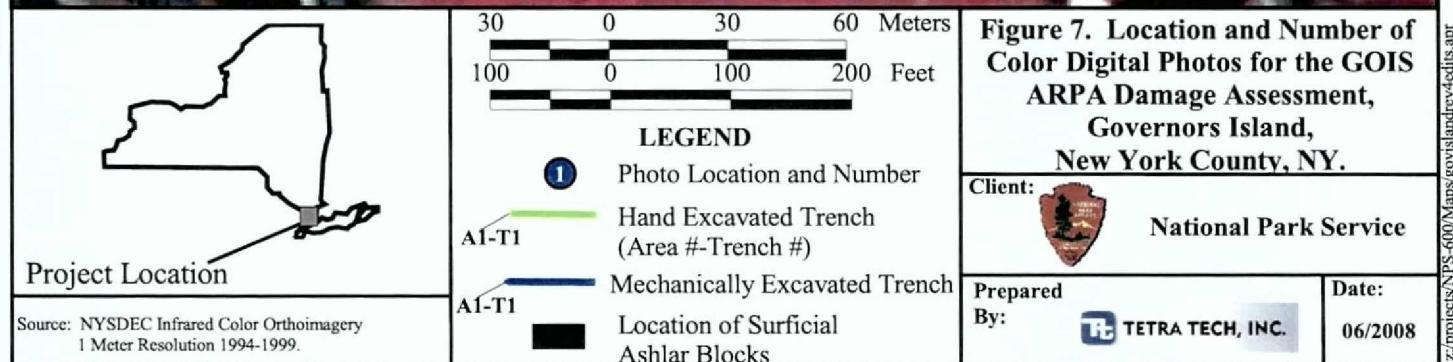 Project Location
Source: NYSDEC Infrared Color Orthoimagery
1 Meter Resolution 1994-1999.
30 0 30 60 Meters
100 0 100 200 Feet
LEGEND
1 Photo Location and Number
A1-T1 Hand Excavated Trench
(Area #-Trench #)
A1-T1 Mechanically Excavated Trench
Location of Surficial
Ashlar Blocks
Figure 7. Location and Number of
Color Digital Photos for the GOIS
ARPA Damage Assessment,
Governors Island,
New York County, NY.
Client:
National Park Service
Prepared
By:
Tt TETRA TECH, INC.
Date:
06/2008